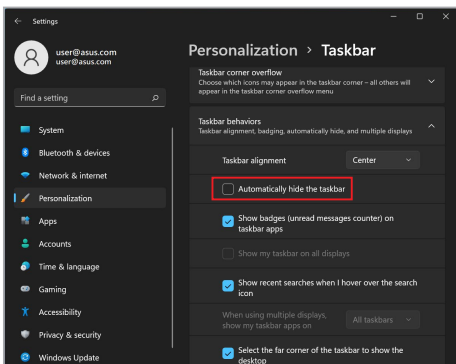 Settings
user@asus.com
user@asus.com
Find a setting
System
Bluetooth & devices
Network & internet
Personalization
Apps
Accounts
Time & language
Gaming
Accessibility
Privacy & security
Windows Update
Personalization > Taskbar
Taskbar corner overflow
Choose which icons may appear in the taskbar corner – all others will
appear in the taskbar corner overflow menu
Taskbar behaviors
Taskbar alignment, badging, automatically hide, and multiple displays
Taskbar alignment
Center
Automatically hide the taskbar
Show badges (unread messages counter) on
taskbar apps
Show my taskbar on all displays
Show recent searches when I hover over the search
icon
When using multiple displays,
show my taskbar apps on
All taskbars
Select the far corner of the taskbar to show the
desktop